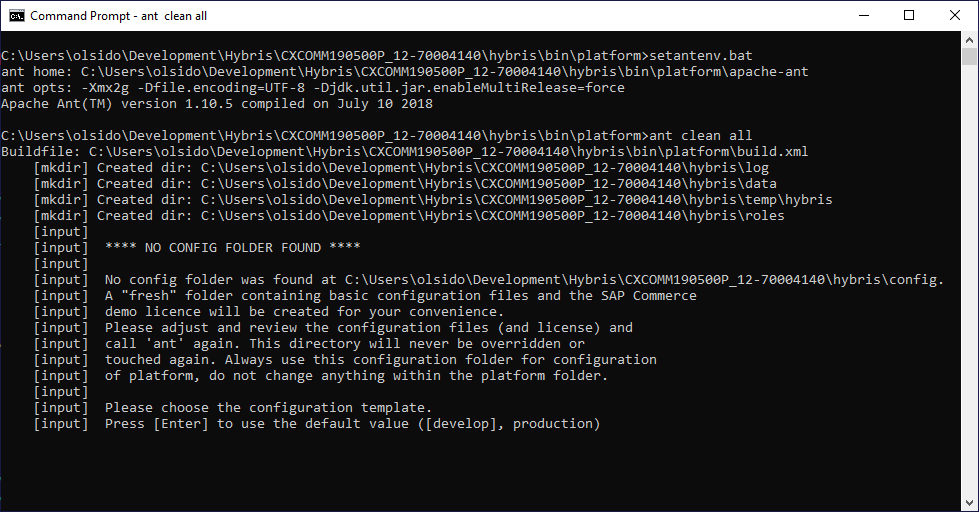 Command Prompt - ant  clean all
C:\Users\olsido\Development\Hybris\CXCOMM190500P_12-70004140\hybris\bin\platform>setantenv.bat
ant home: C:\Users\olsido\Development\Hybris\CXCOMM190500P_12-70004140\hybris\bin\platform\apache-ant
ant opts: -Xmx2g -Dfile.encoding=UTF-8 -Djdk.util.jar.enableMultiRelease=force
Apache Ant(TM) version 1.10.5 compiled on July 10 2018
C:\Users\olsido\Development\Hybris\CXCOMM190500P_12-70004140\hybris\bin\platform>ant clean all
Buildfile: C:\Users\olsido\Development\Hybris\CXCOMM190500P_12-70004140\hybris\bin\platform\build.xml
    [mkdir] Created dir: C:\Users\olsido\Development\Hybris\CXCOMM190500P_12-70004140\hybris\log
    [mkdir] Created dir: C:\Users\olsido\Development\Hybris\CXCOMM190500P_12-70004140\hybris\data
    [mkdir] Created dir: C:\Users\olsido\Development\Hybris\CXCOMM190500P_12-70004140\hybris\temp\hybris
    [mkdir] Created dir: C:\Users\olsido\Development\Hybris\CXCOMM190500P_12-70004140\hybris\roles
    [input]
    [input]  **** NO CONFIG FOLDER FOUND ****
    [input]
    [input]  No config folder was found at C:\Users\olsido\Development\Hybris\CXCOMM190500P_12-70004140\hybris\config.
    [input]  A "fresh" folder containing basic configuration files and the SAP Commerce
    [input]  demo licence will be created for your convenience.
    [input]  Please adjust and review the configuration files (and license) and
    [input]  call 'ant' again. This directory will never be overridden or
    [input]  touched again. Always use this configuration folder for configuration
    [input]  of platform, do not change anything within the platform folder.
    [input]
    [input]  Please choose the configuration template.
    [input]  Press [Enter] to use the default value ([develop], production)